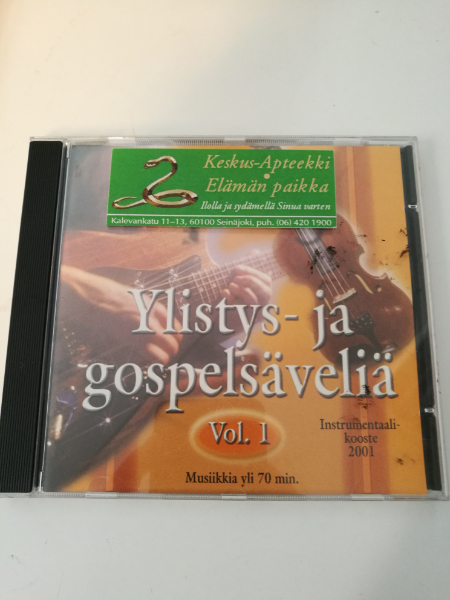 Keskus-Apteekki
•
Elämän paikka
Ilolla ja sydämellä Sinua varten
Kalevankatu 11–13, 60100 Seinäjoki, puh. (06) 420 1900
Ylistys- ja
gospelsäveliä
Vol. 1
Instrumentaali-
kooste
2001
Musiikkia yli 70 min.